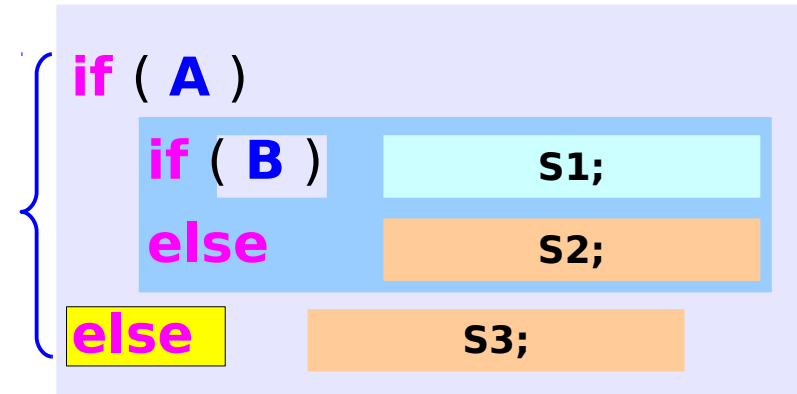 if ( A )
if ( B ) S1;
else S2;
else S3;